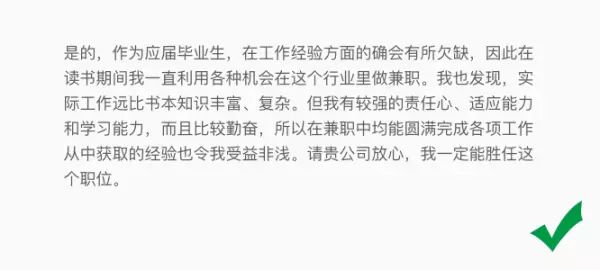 是的，作为应届毕业生，在工作经验方面的确会有所欠缺，因此在
读书期间我一直利用各种机会在这个行业里做兼职。我也发现，实
际工作远比书本知识丰富、复杂。但我有较强的责任心、适应能力
和学习能力，而且比较勤奋，所以在兼职中均能圆满完成各项工作
从中获取的经验也令我受益非浅。请贵公司放心，我一定能胜任这
个职位。